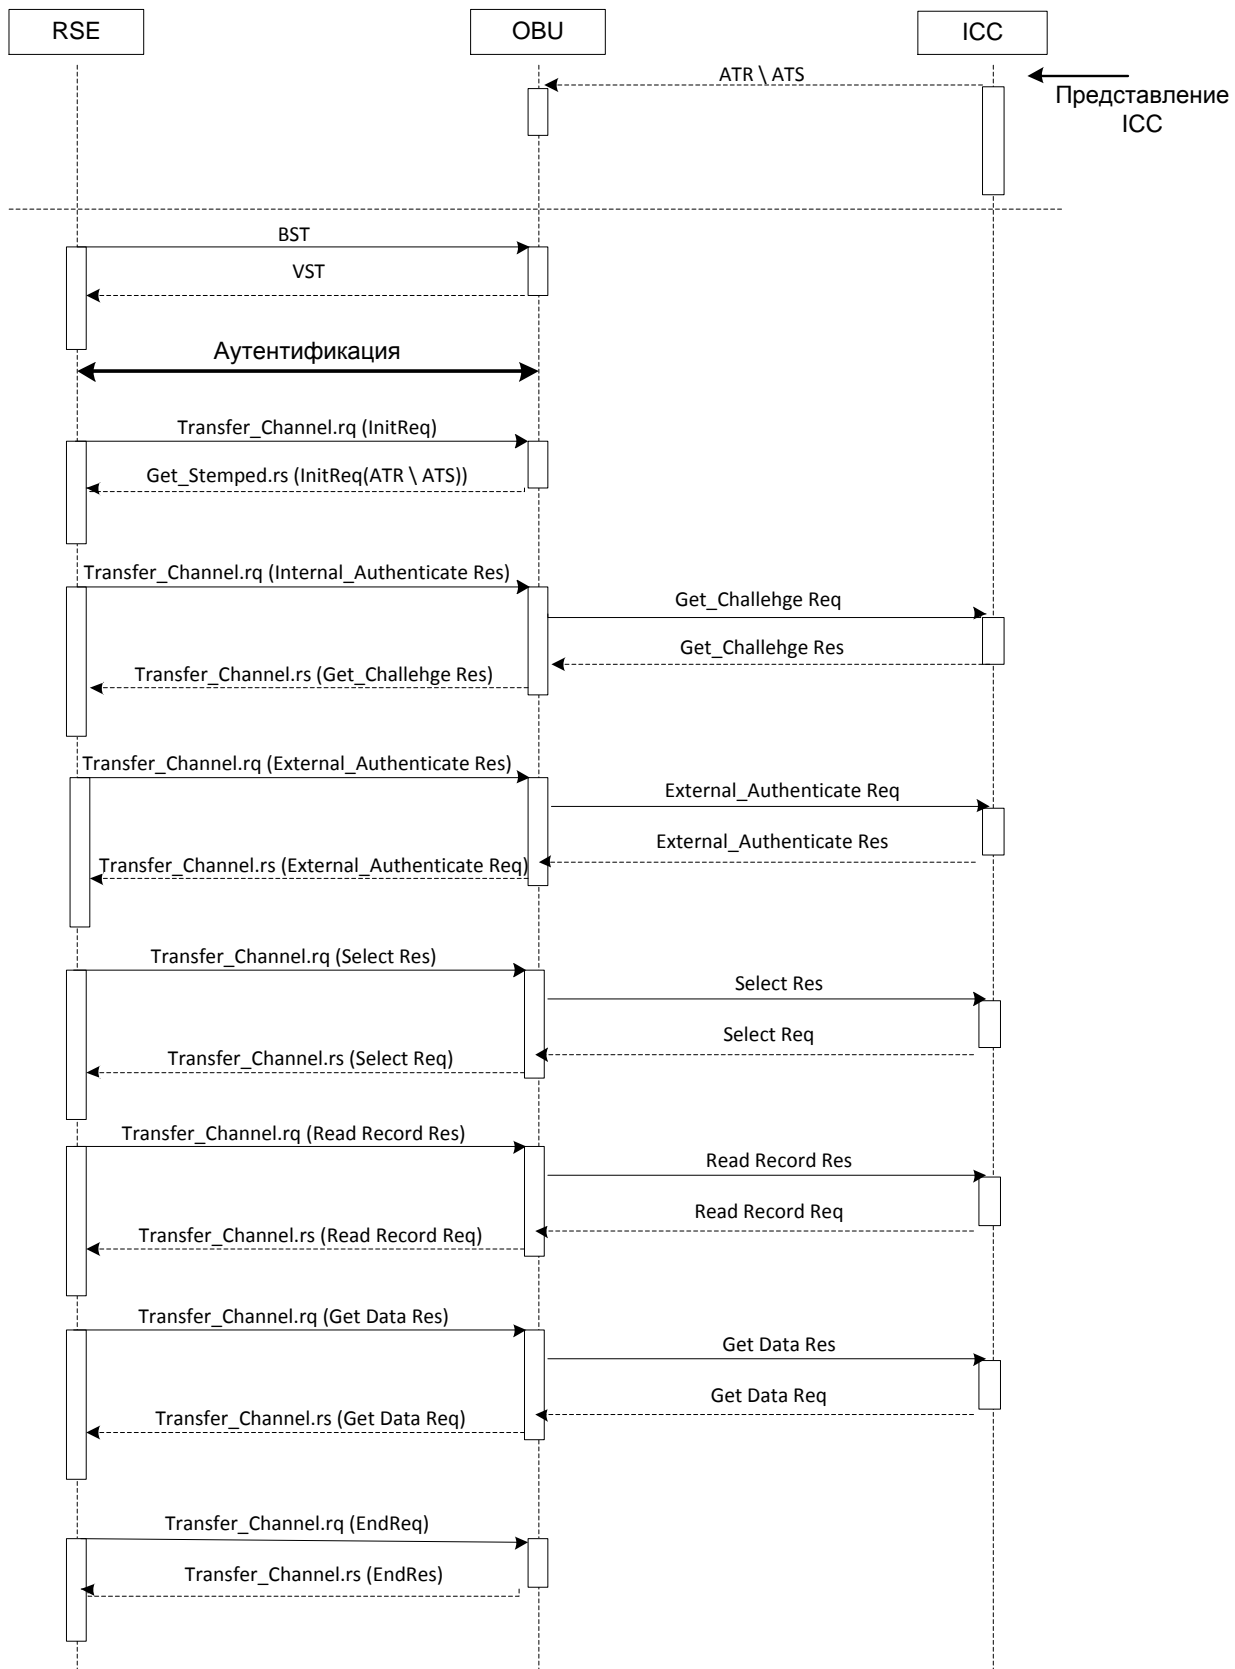 RSE
OBU
ICC
ATR \ ATS
Представление
ICC
BST
VST
Аутентификация
Transfer_Channel.rq (InitReq)
Get_Stemped.rs (InitReq(ATR \ ATS))
Transfer_Channel.rq (Internal_Authenticate Res)
Get_Challehge Req
Get_Challehge Res
Transfer_Channel.rs (Get_Challehge Res)
Transfer_Channel.rq (External_Authenticate Res)
External_Authenticate Req
External_Authenticate Res
Transfer_Channel.rs (External_Authenticate Req)
Transfer_Channel.rq (Select Res)
Select Res
Select Req
Transfer_Channel.rs (Select Req)
Transfer_Channel.rq (Read Record Res)
Read Record Res
Read Record Req
Transfer_Channel.rs (Read Record Req)
Transfer_Channel.rq (Get Data Res)
Get Data Res
Get Data Req
Transfer_Channel.rs (Get Data Req)
Transfer_Channel.rq (EndReq)
Transfer_Channel.rs (EndRes)